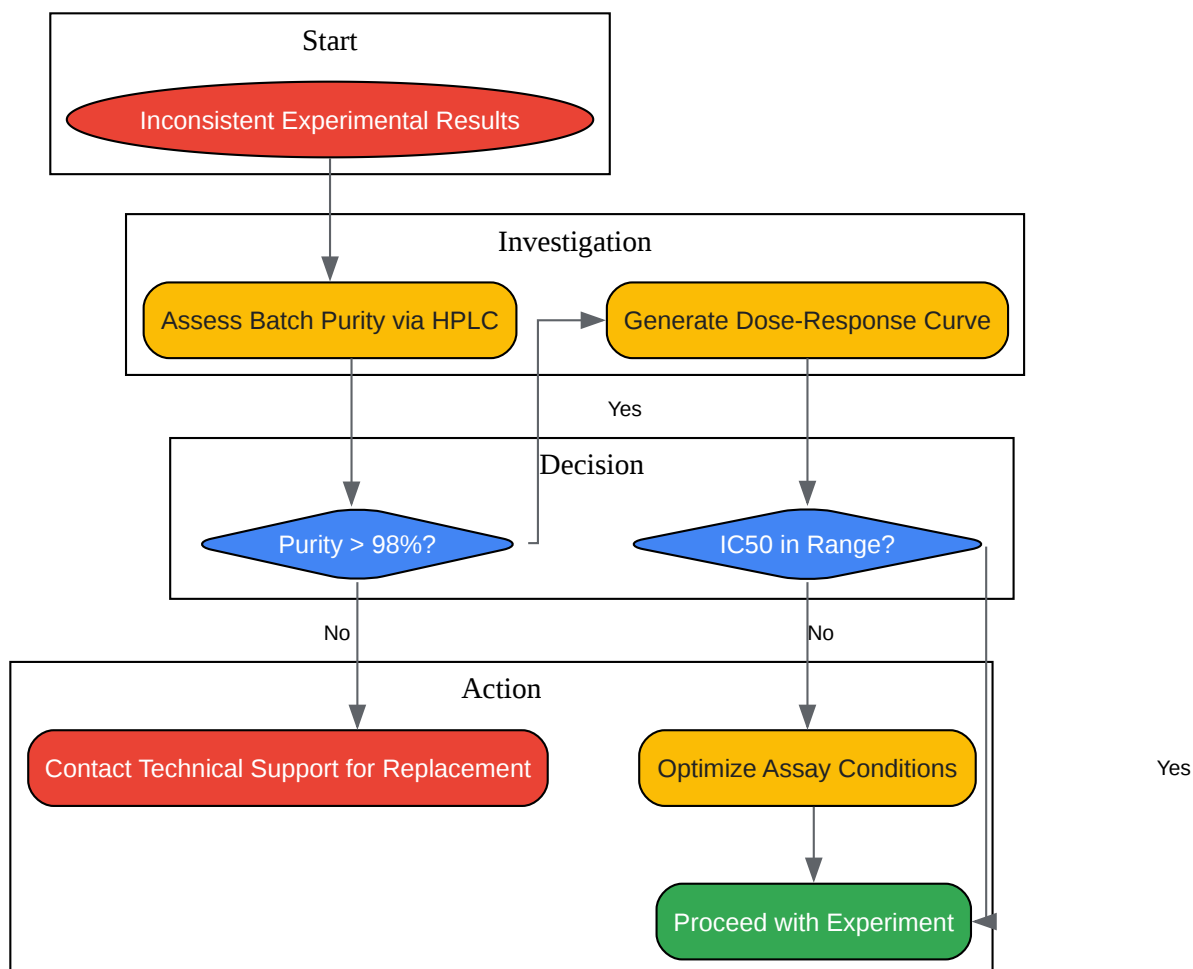 Start
Inconsistent Experimental Results
Investigation
Assess Batch Purity via HPLC
Generate Dose-Response Curve
Yes
Decision
Purity > 98%?
IC50 in Range?
No
No
Action
Contact Technical Support for Replacement
Optimize Assay Conditions
Yes
Proceed with Experiment